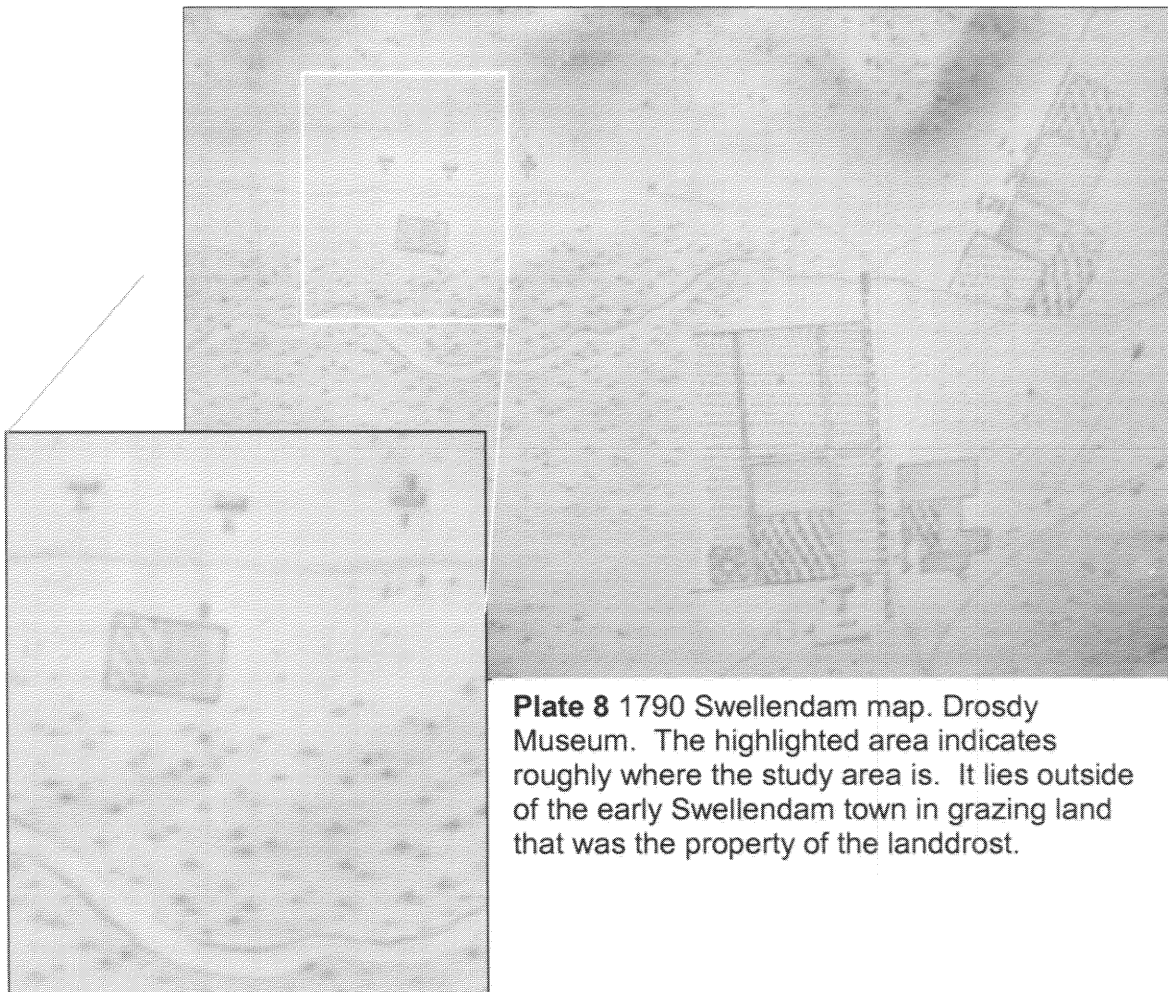 Plate 8 1790 Swellendam map. Drosdy
Museum. The highlighted area indicates
roughly where the study area is. It lies outside
of the early Swellendam town in grazing land
that was the property of the landdrost.